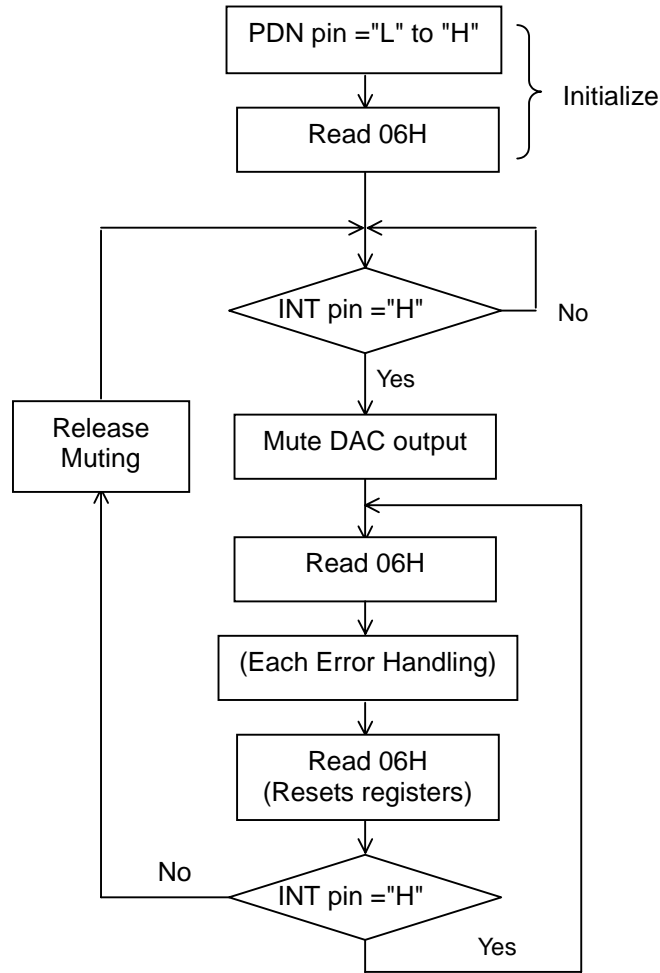 PDN pin ="L" to "H"
Initialize
Read 06H
INT pin ="H"
No
Yes
Release
Muting
Mute DAC output
Read 06H
(Each Error Handling)
Read 06H
(Resets registers)
No
INT pin ="H"
Yes